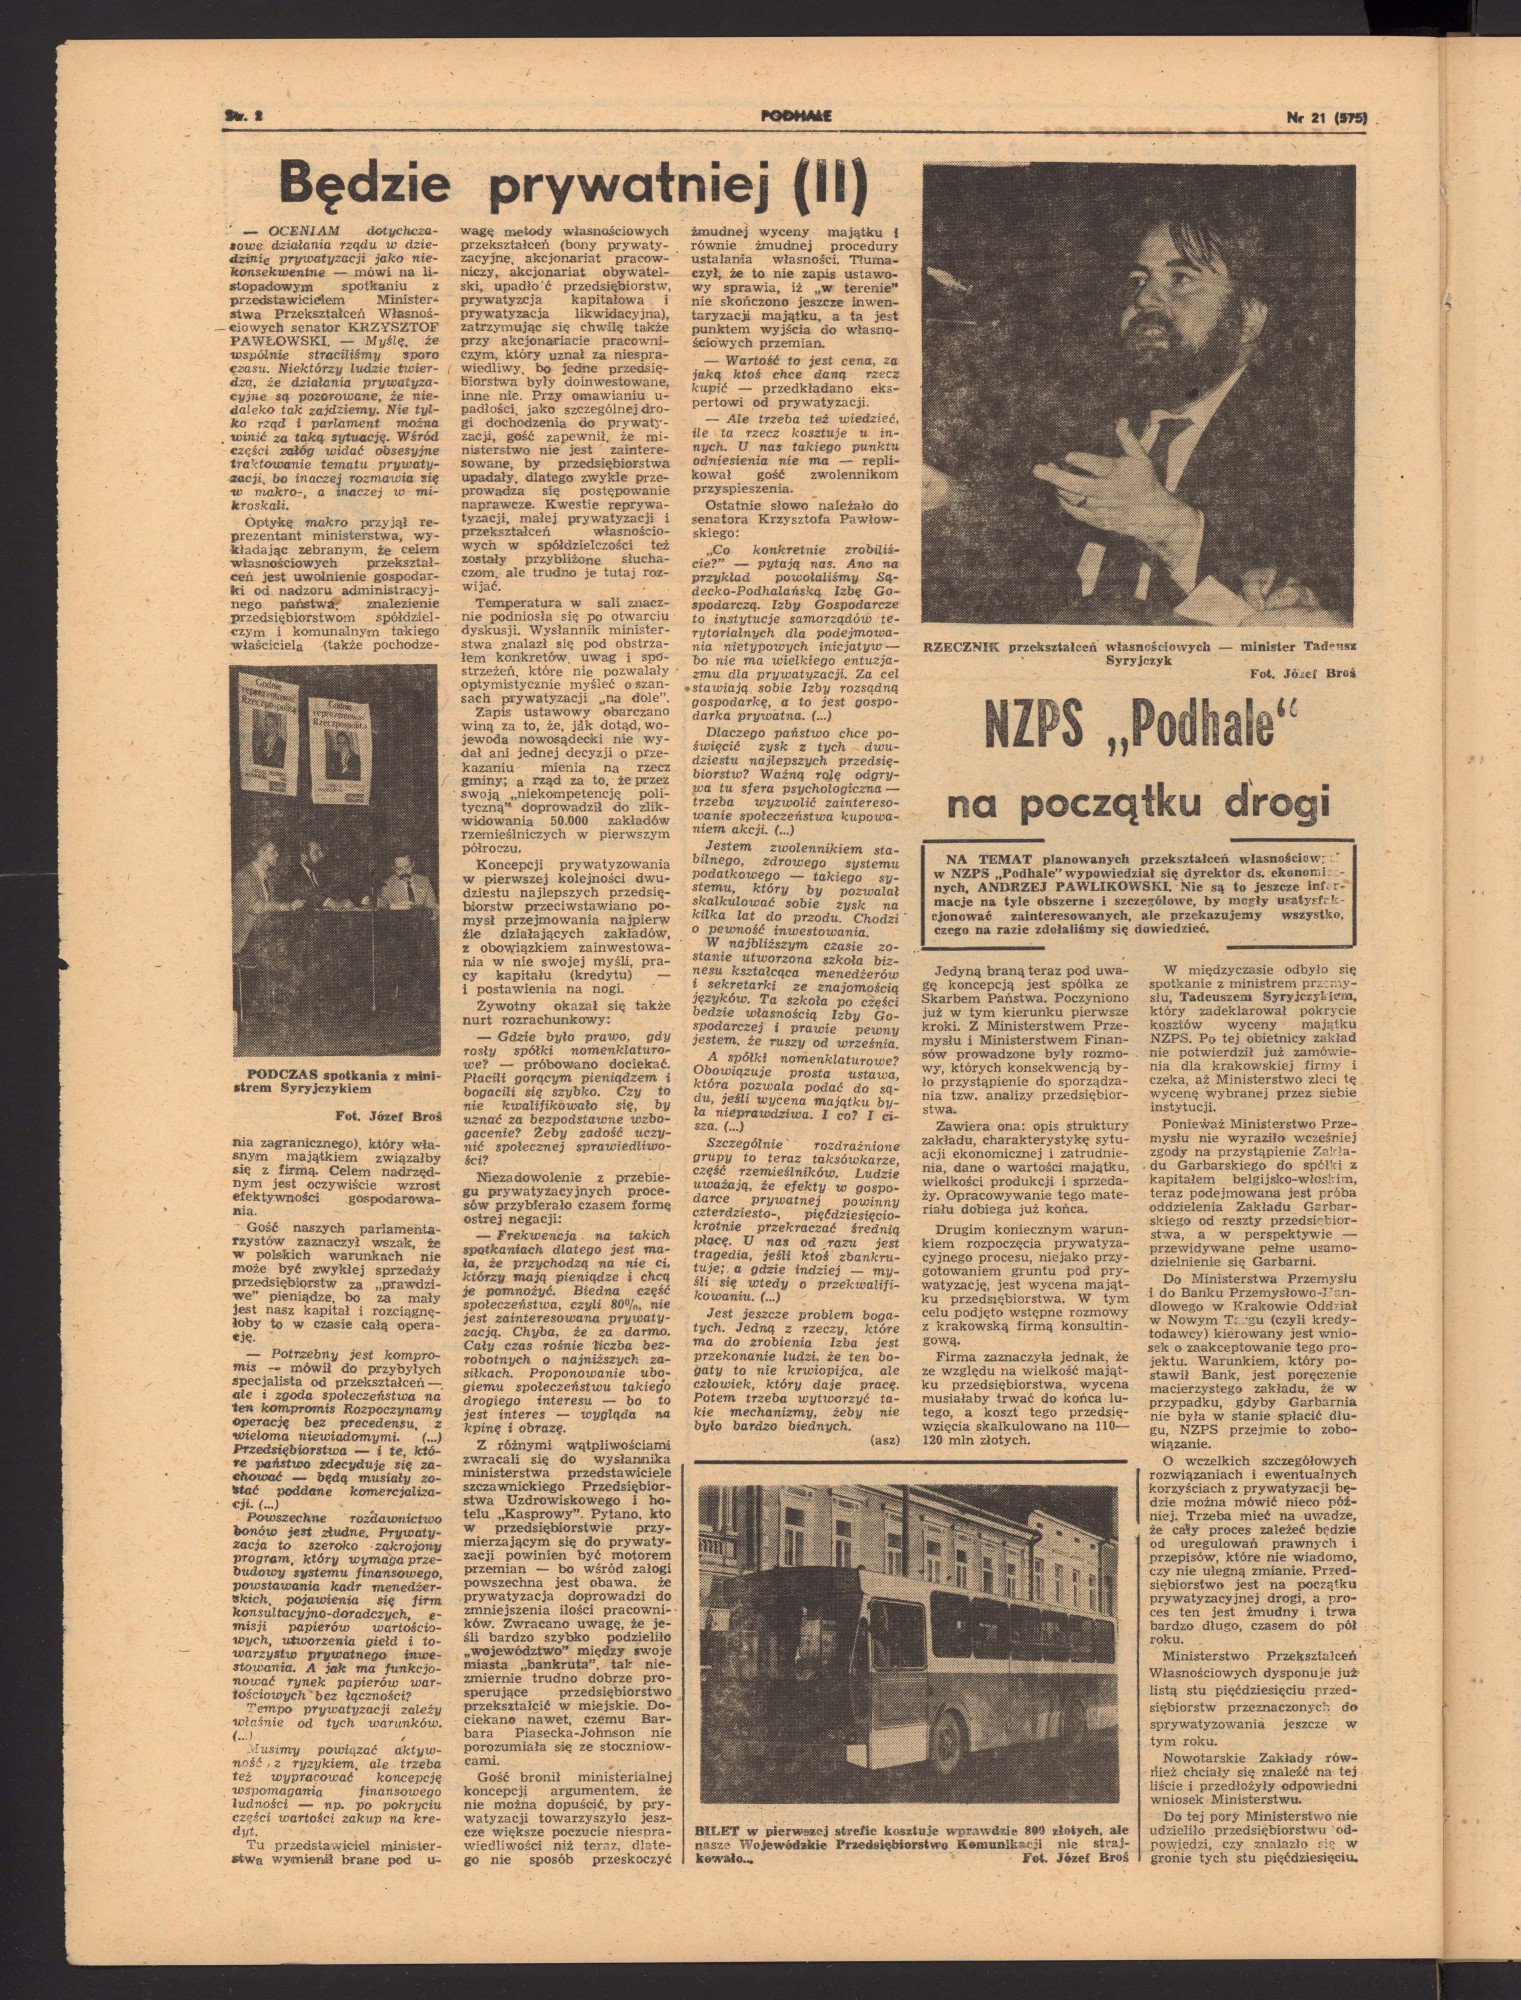 Str. 2
PODHALE
Nr 21 (575)
Będzie prywatniej (II)
— OCENIAM dotychcza-
sowe działania rządu w dzie-
dzinie prywatyzacji jako nie-
konsekwentne — mówi na li-
stopadowym spotkaniu z
przedstawicielem Minister-
stwa Przekształceń Własnoś-
ciowych senator KRZYSZTOF
PAWŁOWSKI. — Myślę, że
wspólnie straciliśmy sporo
czasu. Niektórzy ludzie twier-
dzą, że działania prywatyza-
cyjne są pozorowane, że nie-
daleko tak zajdziemy. Nie tyl-
ko rząd i parlament można
winić za taką sytuację. Wśród
części załóg widać obsesyjne
traktowanie tematu prywaty-
zacji, bo inaczej rozmawia się
w makro-, a inaczej w mi-
kroskali.
Optykę makro przyjął re-
prezentant ministerstwa, wy-
kładając zebranym, że celem
własnościowych przekształ-
ceń jest uwolnienie gospodar-
ki od nadzoru administracyj-
nego państwa, znalezienie
przedsiębiorstwom spółdziel-
czym i komunalnym takiego
właściciela (także pochodze-
Godnie
reprezentować
Rzeczpospolitą
Godnie
reprezentować
Rzeczpospolitą
PODCZAS spotkania z mini-
strem Syryjczykiem
Fot. Józef Broś
nia zagranicznego), który wła-
snym majątkiem związałby
się z firmą. Celem nadrzęd-
nym jest oczywiście wzrost
efektywności gospodarowa-
nia.
Gość naszych parlamenta-
rzystów zaznaczył wszak, że
w polskich warunkach nie
może być zwykłej sprzedaży
przedsiębiorstw za „prawdzi-
we" pieniądze, bo za mały
jest nasz kapitał i rozciągnę-
łoby to w czasie całą opera-
cję.
— Potrzebny jest kompro-
mis — mówił do przybyłych
specjalista od przekształceń —
ale i zgoda społeczeństwa na
ten kompromis Rozpoczynamy
operację bez precedensu, z
wieloma niewiadomymi. (...)
Przedsiębiorstwa — i te, któ-
re państwo zdecyduje się za-
chować — będą musiały zo-
stać poddane komercjaliza-
cji. (...)
Powszechne rozdawnictwo
bonów jest złudne. Prywaty-
zacja to szeroko zakrojony
program, który wymaga prze-
budowy systemu finansowego,
powstawania kadr menedżer-
skich, pojawienia się firm
konsultacyjno-doradczych, e-
misji papierów wartościo-
wych, utworzenia giełd i to-
warzystw prywatnego inwe-
stowania. A jak ma funkcjo-
nować rynek papierów war-
tościowych bez łączności?
Tempo prywatyzacji zależy
właśnie od tych warunków.
(...)
Musimy powiązać aktyw-
ność z ryzykiem, ale trzeba
też wypracować koncepcję
wspomagania finansowego
ludności — np. po pokryciu
części wartości zakup na kre-
dyt.
Tu przedstawiciel minister-
stwa wymienił brane pod u-
wagę metody własnościowych
przekształceń (bony prywaty-
zacyjne, akcjonariat pracow-
niczy, akcjonariat obywatel-
ski, upadłość przedsiębiorstw,
prywatyzcja kapitałowa i
prywatyzacja likwidacyjna),
zatrzymując się chwilę także
przy akcjonariacie pracowni-
czym, który uznał za niespra-
wiedliwy, bo jedne przedsię-
biorstwa były doinwestowane,
inne nie. Przy omawianiu u-
padłości, jako szczególnej dro-
gi dochodzenia do prywaty-
zacji, gość zapewnił, że mi-
nisterstwo nie jest zaintere-
sowane, by przedsiębiorstwa
upadały, dlatego zwykle prze-
prowadza się postępowanie
naprawcze. Kwestie reprywa-
tyzacji, małej prywatyzacji i
przekształceń własnościo-
wych w spółdzielczości też
zostały przybliżone słucha-
czom, ale trudno je tutaj roz-
wijać.
Temperatura w sali znacz-
nie podniosła się po otwarciu
dyskusji. Wysłannik minister-
stwa znalazł się pod obstrza-
łem konkretów, uwag i spo-
strzeżeń, które nie pozwalały
optymistycznie myśleć o szan-
sach prywatyzacji „na dole".
Zapis ustawowy obarczano
winą za to, że, jak dotąd, wo-
jewoda nowosądecki nie wy-
dał ani jednej decyzji o prze-
kazaniu mienia na rzecz
gminy; a rząd za to, że przez
swoją „niekompetencję poli-
tyczną" doprowadził do zlik-
widowania 50.000 zakładów
rzemieślniczych w pierwszym
półroczu.
Koncepcji prywatyzowania
w pierwszej kolejności dwu-
dziestu najlepszych przedsię-
biorstw przeciwstawiano po-
mysł przejmowania najpierw
źle działających zakładów,
z obowiązkiem zainwestowa-
nia w nie swojej myśli, pra-
cy kapitału (kredytu) —
i postawienia na nogi.
Żywotny okazał się także
nurt rozrachunkowy:
— Gdzie było prawo, gdy
rosły spółki nomenklaturo-
we? — próbowano dociekać.
Płacili gorącym pieniądzem i
bogacili się szybko. Czy to
nie kwalifikowało się, by
uznać za bezpodstawne wzbo-
gacenie? Żeby zadość uczy-
nić społecznej sprawiedliwo-
ści?
Niezadowolenie z przebie-
gu prywatyzacyjnych proce-
sów przybierało czasem formę
ostrej negacji:
— Frekwencja na takich
spotkaniach dlatego jest ma-
ła, że przychodzą na nie ci,
którzy mają pieniądze i chcą
je pomnożyć. Biedna część
społeczeństwa, czyli 80%, nie
jest zainteresowana prywaty-
zacją. Chyba, że za darmo.
Cały czas rośnie liczba bez-
robotnych o najniższych za-
siłkach. Proponowanie ubo-
giemu społeczeństwu takiego
drogiego interesu — bo to
jest interes — wygląda na
kpinę i obrazę.
Z różnymi wątpliwościami
zwracali się do wysłannika
ministerstwa przedstawiciele
szczawnickiego Przedsiębior-
stwa Uzdrowiskowego i ho-
telu „Kasprowy". Pytano, kto
w przedsiębiorstwie przy-
mierzającym się do prywaty-
zacji powinien być motorem
przemian — bo wśród załogi
powszechna jest obawa, że
prywatyzacja doprowadzi do
zmniejszenia ilości pracowni-
ków. Zwracano uwagę, że je-
śli bardzo szybko podzieliło
„województwo" między swoje
miasta „bankruta", tak nie-
zmiernie trudno dobrze pro-
sperujące przedsiębiorstwo
przekształcić w miejskie. Do-
ciekano nawet, czemu Bar-
bara Piasecka-Johnson nie
porozumiała się ze stoczniow-
cami.
Gość bronił ministerialnej
koncepcji argumentem, że
nie można dopuścić, by pry-
watyzacji towarzyszyło jesz-
cze większe poczucie niespra-
wiedliwości niż teraz, dlate-
go nie sposób przeskoczyć
żmudnej wyceny majątku i
równie żmudnej procedury
ustalania własności. Tłuma-
czył, że to nie zapis ustawo-
wy sprawia, iż „w terenie"
nie skończono jeszcze inwen-
taryzacji majątku, a ta jest
punktem wyjścia do własno-
ściowych przemian.
— Wartość to jest cena, za
jaką ktoś chce daną rzecz
kupić — przedkładano eks-
pertowi od prywatyzacji.
— Ale trzeba też wiedzieć,
ile ta rzecz kosztuje u in-
nych. U nas takiego punktu
odniesienia nie ma — repli-
kował gość zwolennikom
przyspieszenia.
Ostatnie słowo należało do
senatora Krzysztofa Pawłow-
skiego:
„Co konkretnie zrobiliś-
cie?" — pytają nas. Ano na
przykład powołaliśmy Są-
decko-Podhalańską Izbę Go-
spodarczą. Izby Gospodarcze
to instytucje samorządów te-
rytorialnych dla podejmowa-
nia nietypowych inicjatyw —
bo nie ma wielkiego entuzja-
zmu dla prywatyzacji. Za cel
stawiają sobie Izby rozsądną
gospodarkę, a to jest gospo-
darka prywatna. (...)
Dlaczego państwo chce po-
święcić zysk z tych dwu-
dziestu najlepszych przedsię-
biorstw? Ważną rolę odgry-
wa tu sfera psychologiczna —
trzeba wyzwolić zaintereso-
wanie społeczeństwa kupowa-
niem akcji. (...)
Jestem zwolennikiem sta-
bilnego, zdrowego systemu
podatkowego — takiego sy-
stemu, który by pozwalał
skalkulować sobie zysk na
kilka lat do przodu. Chodzi
o pewność inwestowania.
W najbliższym czasie zo-
stanie utworzona szkoła biz-
nesu kształcąca menedżerów
i sekretarki ze znajomością
języków. Ta szkoła po części
będzie własnością Izby Go-
spodarczej i prawie pewny
jestem, że ruszy od września.
A spółki nomenklaturowe?
Obowiązuje prosta ustawa,
która pozwala podać do są-
du, jeśli wycena majątku by-
ła nieprawdziwa. I co? I ci-
sza. (...)
Szczególnie rozdrażnione
grupy to teraz taksówkarze,
część rzemieślników. Ludzie
uważają, że efekty w gospo-
darce prywatnej powinny
czterdziesto-, pięćdziesięcio-
krotnie przekraczać średnią
płacę. U nas od razu jest
tragedia, jeśli ktoś zbankru-
tuje; a gdzie indziej — my-
śli się wtedy o przekwalifi-
kowaniu. (...)
Jest jeszcze problem boga-
tych. Jedną z rzeczy, które
ma do zrobienia Izba jest
przekonanie ludzi, że ten bo-
gaty to nie krwiopijca, ale
człowiek, który daje pracę.
Potem trzeba wytworzyć ta-
kie mechanizmy, żeby nie
było bardzo biednych.
(asz)
RZECZNIK przekształceń własnościowych — minister Tadeusz
Syryjczyk
Fot. Józef Broś
NZPS „Podhale“
na początku drogi
NA TEMAT planowanych przekształceń własnościowych
w NZPS „Podhale" wypowiedział się dyrektor ds. ekonomicz-
nych, ANDRZEJ PAWLIKOWSKI. Nie są to jeszcze infor-
macje na tyle obszerne i szczegółowe, by mogły usatysfak-
cjonować zainteresowanych, ale przekazujemy wszystko,
czego na razie zdołaliśmy się dowiedzieć.
Jedyną braną teraz pod uwa-
gę koncepcją jest spółka ze
Skarbem Państwa. Poczyniono
już w tym kierunku pierwsze
kroki. Z Ministerstwem Prze-
mysłu i Ministerstwem Finan-
sów prowadzone były rozmo-
wy, których konsekwencją by-
ło przystąpienie do sporządza-
nia tzw. analizy przedsiębior-
stwa.
Zawiera ona: opis struktury
zakładu, charakterystykę sytu-
acji ekonomicznej i zatrudnie-
nia, dane o wartości majątku,
wielkości produkcji i sprzeda-
ży. Opracowywanie tego mate-
riału dobiega już końca.
Drugim koniecznym warun-
kiem rozpoczęcia prywatyza-
cyjnego procesu, niejako przy-
gotowaniem gruntu pod pry-
watyzację, jest wycena mająt-
ku przedsiębiorstwa. W tym
celu podjęto wstępne rozmowy
z krakowską firmą konsultin-
gową.
Firma zaznaczyła jednak, że
ze względu na wielkość mająt-
ku przedsiębiorstwa, wycena
musiałaby trwać do końca lu-
tego, a koszt tego przedsię-
wzięcia skalkulowano na 110—
120 mln złotych.
W międzyczasie odbyło się
spotkanie z ministrem przemy-
słu, Tadeuszem Syryjczykiem,
który zadeklarował pokrycie
kosztów wyceny majątku
NZPS. Po tej obietnicy zakład
nie potwierdził już zamówie-
nia dla krakowskiej firmy i
czeka, aż Ministerstwo zleci tę
wycenę wybranej przez siebie
instytucji.
Ponieważ Ministerstwo Prze-
mysłu nie wyraziło wcześniej
zgody na przystąpienie Zakła-
du Garbarskiego do spółki z
kapitałem belgijsko-włoskim,
teraz podejmowana jest próba
oddzielenia Zakładu Garbar-
skiego od reszty przedsiębior-
stwa, a w perspektywie —
przewidywane pełne usamo-
dzielnienie się Garbarni.
Do Ministerstwa Przemysłu
i do Banku Przemysłowo-Han-
dlowego w Krakowie Oddział
w Nowym Targu (czyli kredy-
todawcy) kierowany jest wnio-
sek o zaakceptowanie tego pro-
jektu. Warunkiem, który po-
stawił Bank, jest poręczenie
macierzystego zakładu, że w
przypadku, gdyby Garbarnia
nie była w stanie spłacić dłu-
gu, NZPS przejmie to zobo-
wiązanie.
O wczelkich szczegółowych
rozwiązaniach i ewentualnych
korzyściach z prywatyzacji bę-
dzie można mówić nieco póź-
niej. Trzeba mieć na uwadze,
że cały proces zależeć będzie
od uregulowań prawnych i
przepisów, które nie wiadomo,
czy nie ulegną zmianie. Przed-
siębiorstwo jest na początku
prywatyzacyjnej drogi, a pro-
ces ten jest żmudny i trwa
bardzo długo, czasem do pół
roku.
Ministerstwo Przekształceń
Własnościowych dysponuje już
listą stu pięćdziesięciu przed-
siębiorstw przeznaczonych do
sprywatyzowania jeszcze w
tym roku.
Nowotarskie Zakłady rów-
nież chciały się znaleźć na tej
liście i przedłożyły odpowiedni
wniosek Ministerstwu.
Do tej pory Ministerstwo nie
udzieliło przedsiębiorstwu od-
powiedzi, czy znalazło się w
gronie tych stu pięćdziesięciu.
BILET w pierwszej strefie kosztuje wprawdzie 800 złotych, ale
nasze Wojewódzkie Przedsiębiorstwo Komunikacji nie straj-
kowało...
Fot. Józef Broś